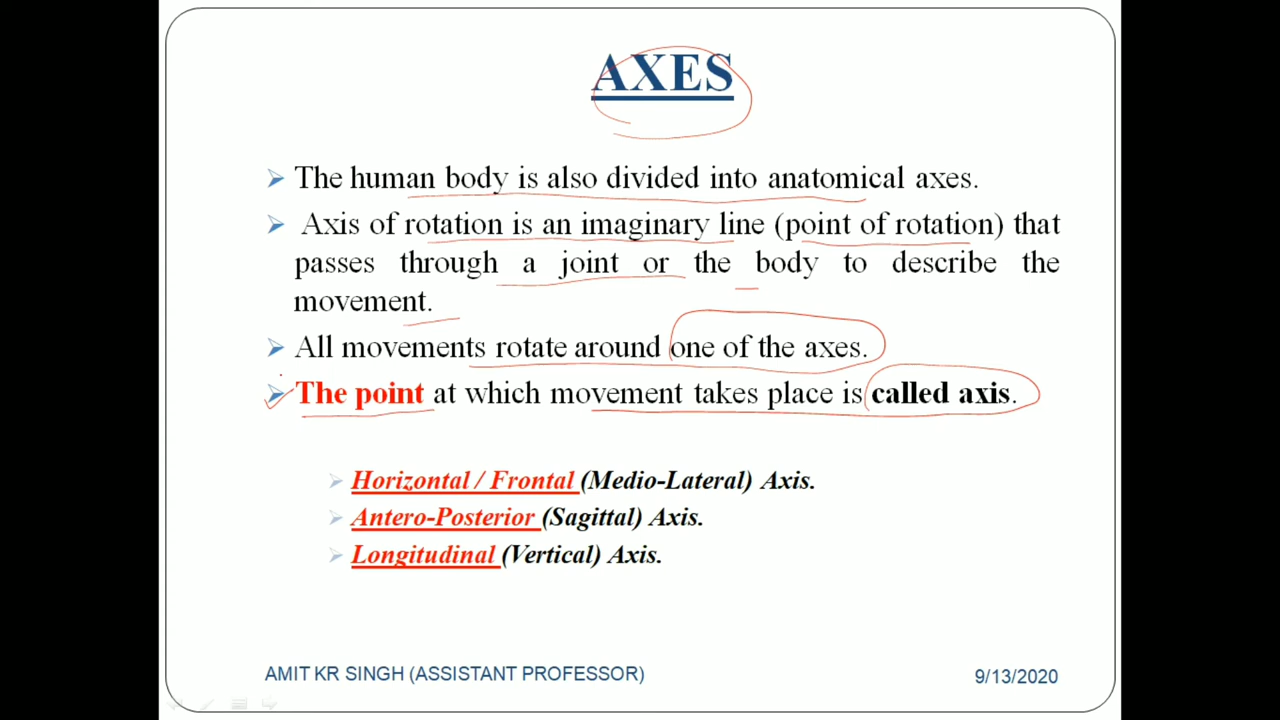 AXES
The human body is also divided into anatomical axes.
Axis of rotation is an imaginary line (point of rotation) that
passes through a joint or the body to describe the
movement.
All movements rotate around one of the axes.
The point at which movement takes place is called axis.
Horizontal / Frontal (Medio-Lateral) Axis.
Antero-Posterior (Sagittal) Axis.
Longitudinal (Vertical) Axis.
AMIT KR SINGH (ASSISTANT PROFESSOR)
9/13/2020